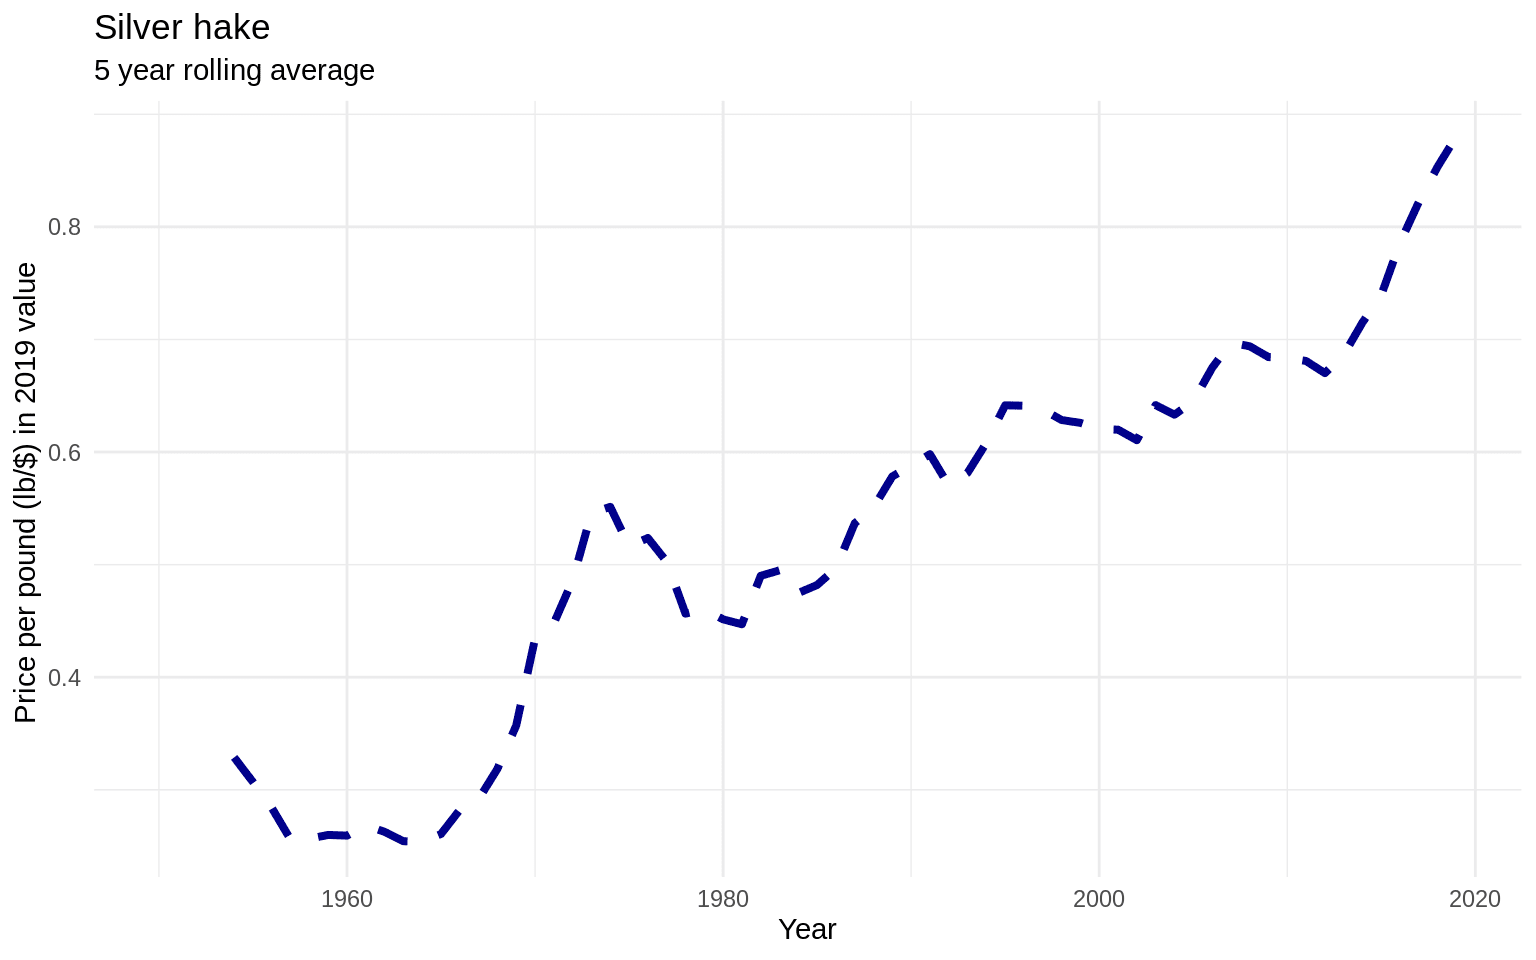 Silver hake
5 year rolling average
Price per pound (lb/$) in 2019 value
0.8
0.6
0.4
1960
1980
2000
2020
Year